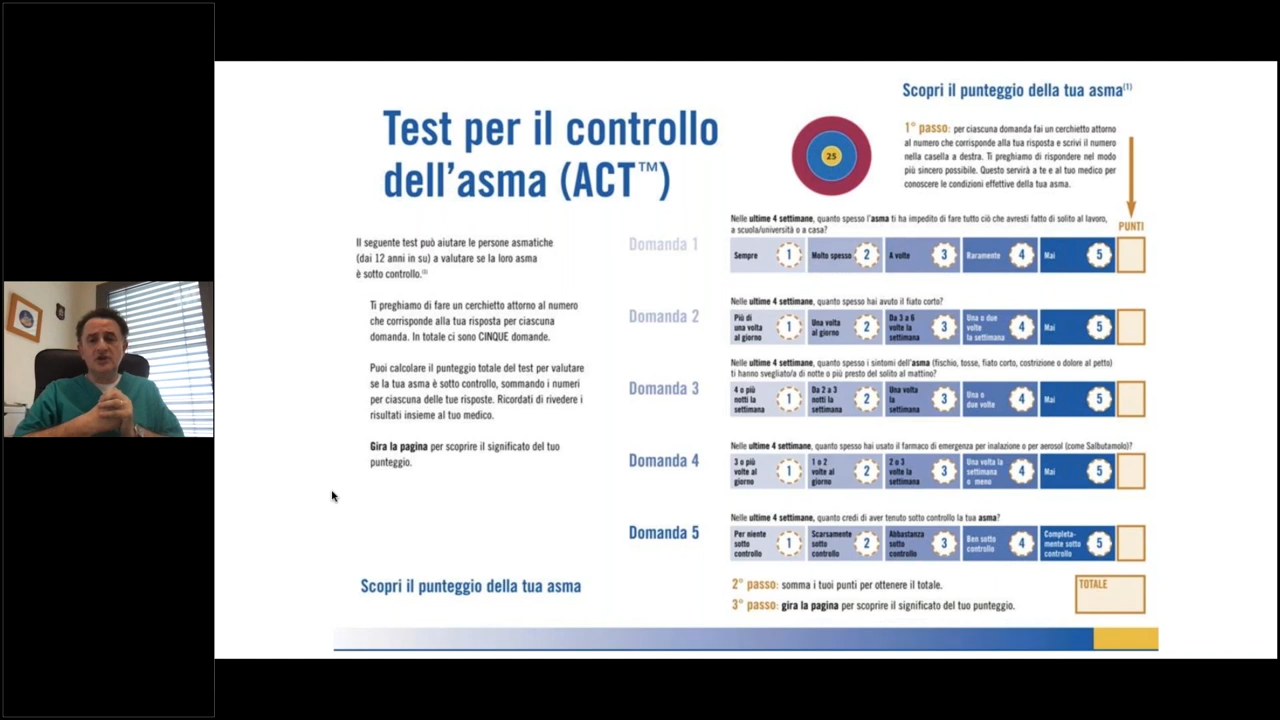 Test per il controllo
dell'asma (ACT™)
Il seguente test può aiutare le persone asmatiche
(dai 12 anni in su) a valutare se la loro asma
è sotto controllo.
Ti preghiamo di fare un cerchietto attorno al numero
che corrisponde alla tua risposta per ciascuna
domanda. In totale ci sono CINQUE domande.
Puoi calcolare il punteggio totale del test per valutare
se la tua asma è sotto controllo, sommando i numeri
per ciascuna delle tue risposte. Ricordati di rivedere i
risultati insieme al tuo medico.
Gira la pagina per scoprire il significato del tuo
punteggio.
Scopri il punteggio della tua asma
25
Scopri il punteggio della tua asma(1)
1° passo: per ciascuna domanda fai un cerchietto attorno
al numero che corrisponde alla tua risposta e scrivi il numero
nella casella a destra. Ti preghiamo di rispondere nel modo
più sincero possibile. Questo servirà a te e al tuo medico per
conoscere le condizioni effettive della tua asma.
PUNTI
Domanda 1
Nelle ultime 4 settimane, quanto spesso l'asma ti ha impedito di fare tutto ciò che avresti fatto di solito al lavoro,
a scuola/università o a casa?
Sempre 1 Molto spesso 2 A volte 3 Raramente 4 Mai 5
Domanda 2
Nelle ultime 4 settimane, quanto spesso hai avuto il fiato corto?
Più di
una volta
al giorno
1
Una volta
al giorno
2
Da 3 a 6
volte la
settimana
3
Una o due
volte
la settimana
4
Mai 5
Domanda 3
Nelle ultime 4 settimane, quanto spesso i sintomi dell'asma (fischio, tosse, fiato corto, costrizione o dolore al petto)
ti hanno svegliato/a di notte o più presto del solito al mattino?
4 o più
notti la
settimana
1
Da 2 a 3
notti la
settimana
2
Una volta
la
settimana
3
Una o
due volte
4
Mai 5
Domanda 4
Nelle ultime 4 settimane, quanto spesso hai usato il farmaco di emergenza per inalazione o per aerosol (come Salbutamolo)?
3 o più
volte al
giorno
1
1 o 2
volte al
giorno
2
2 o 3
volte la
settimana
3
Una volta la
settimana
o meno
4
Mai 5
Domanda 5
Nelle ultime 4 settimane, quanto credi di aver tenuto sotto controllo la tua asma?
Per niente
sotto
controllo
1
Scarsamente
sotto
controllo
2
Abbastanza
sotto
controllo
3
Ben sotto
controllo
4
Completa-
mente sotto
controllo
5
2° passo: somma i tuoi punti per ottenere il totale.
3° passo: gira la pagina per scoprire il significato del tuo punteggio.
TOTALE